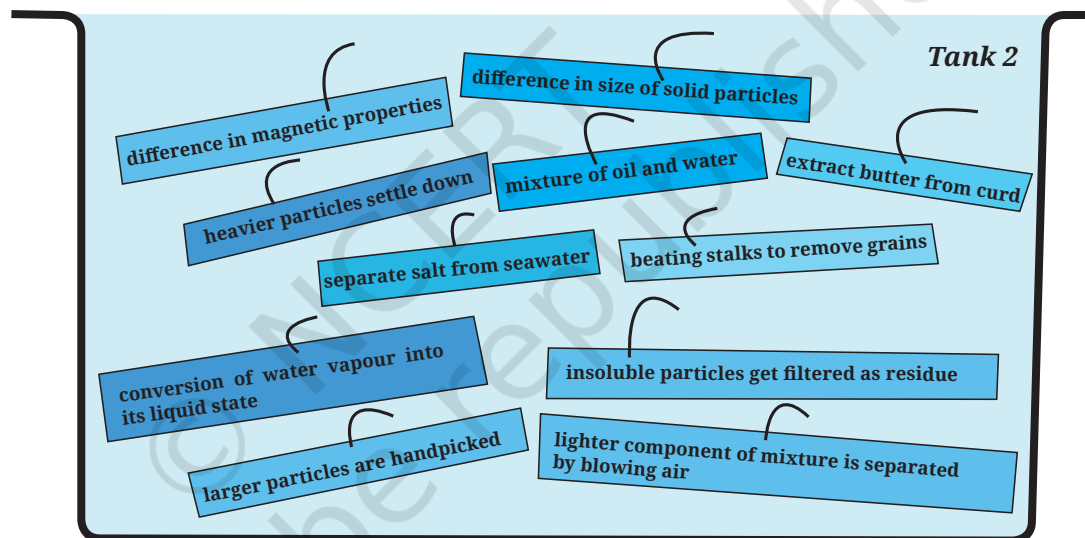 Tank 2
difference in size of solid particles
difference in magnetic properties
mixture of oil and water
extract butter from curd
heavier particles settle down
beating stalks to remove grains
separate salt from seawater
conversion of water vapour into
its liquid state
insoluble particles get filtered as residue
larger particles are handpicked
lighter component of mixture is separated
by blowing air
© NCERT
be republished